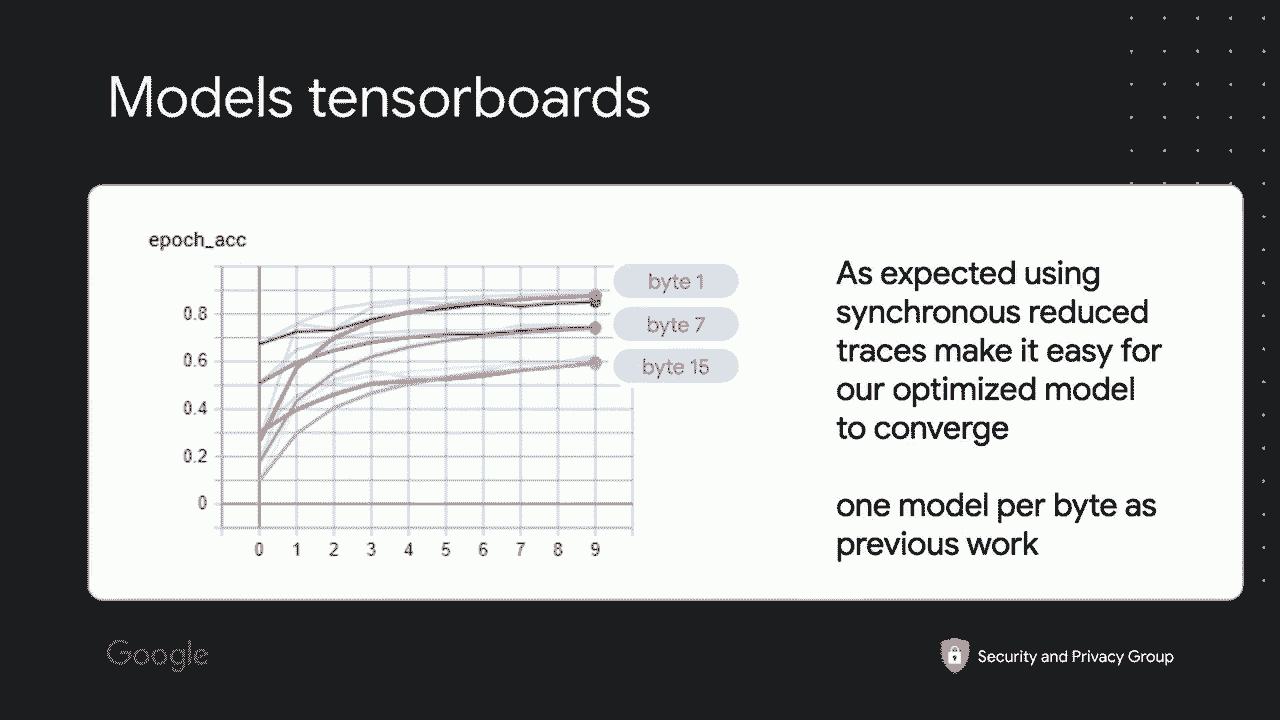 Models tensorboards
epoch_acc
byte 1
byte 7
byte 15
0.8
0.6
0.4
0.2
0
0 1 2 3 4 5 6 7 8 9
As expected using
synchronous reduced
traces make it easy for
our optimized model
to converge
one model per byte as
previous work
Google
Security and Privacy Group